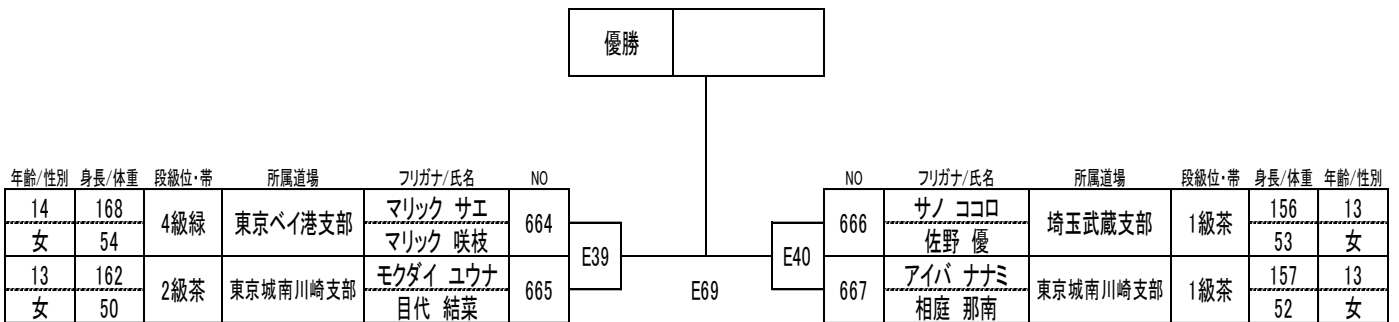 優勝
年齢/性別 身長/体重 段級位・帯 所属道場 フリガナ/氏名 NO NO フリガナ/氏名 所属道場 段級位・帯 身長/体重 年齢/性別
14 168 4級緑 東京ベイ港支部 マリック サエ 664 666 サノ ココロ 埼玉武蔵支部 1級茶 156 13
女 54 マリック 咲枝 佐野 優 53 女
E39 E40
13 162 2級茶 東京城南川崎支部 モクダイ ユウナ 665 E69 667 アイバ ナナミ 東京城南川崎支部 1級茶 157 13
女 50 目代 結菜 相庭 那南 52 女